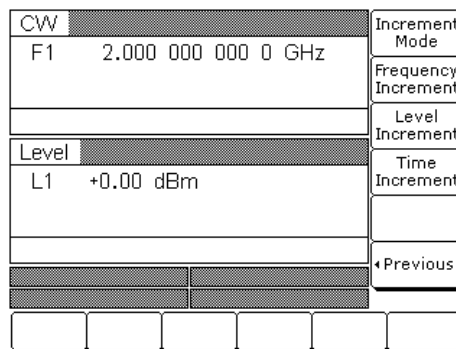 CW
F1 2.000 000 000 0 GHz
Level
L1 +0.00 dBm
Increment
Mode
Frequency
Increment
Level
Increment
Time
Increment
Previous